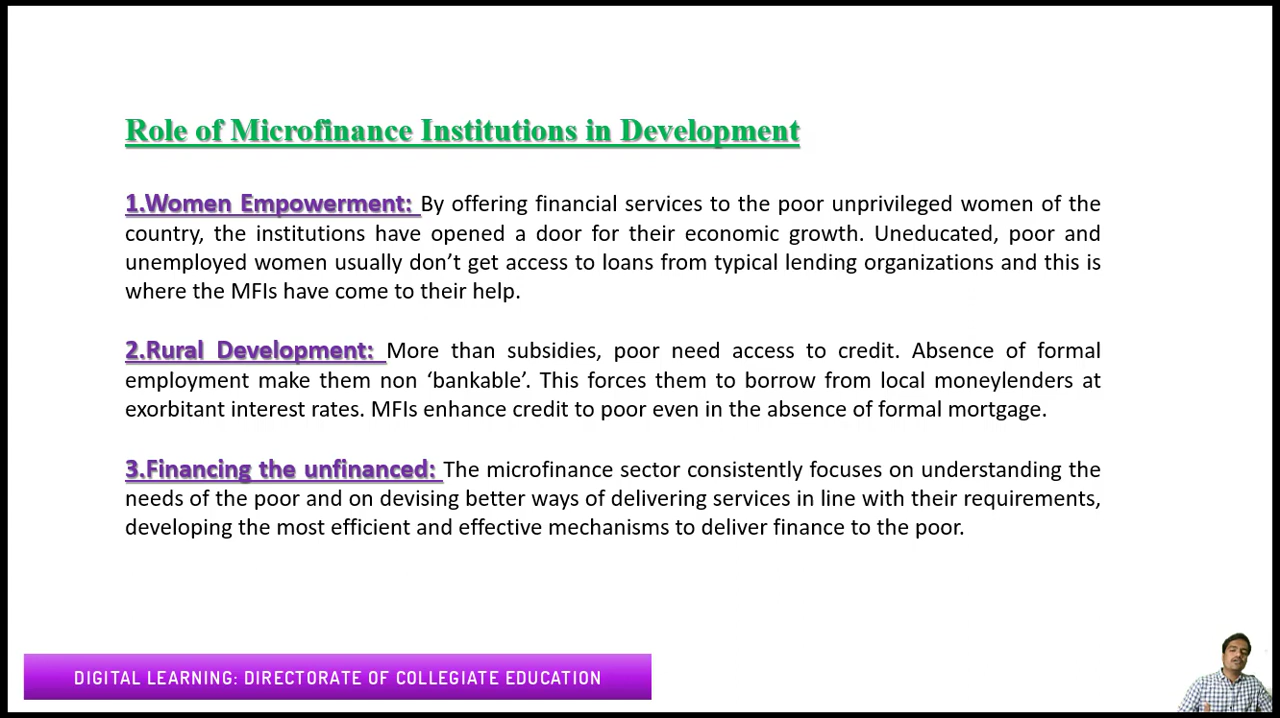 Role of Microfinance Institutions in Development
1.Women Empowerment: By offering financial services to the poor unprivileged women of the
country, the institutions have opened a door for their economic growth. Uneducated, poor and
unemployed women usually don’t get access to loans from typical lending organizations and this is
where the MFIs have come to their help.
2.Rural Development: More than subsidies, poor need access to credit. Absence of formal
employment make them non ‘bankable’. This forces them to borrow from local moneylenders at
exorbitant interest rates. MFIs enhance credit to poor even in the absence of formal mortgage.
3.Financing the unfinanced: The microfinance sector consistently focuses on understanding the
needs of the poor and on devising better ways of delivering services in line with their requirements,
developing the most efficient and effective mechanisms to deliver finance to the poor.
DIGITAL LEARNING: DIRECTORATE OF COLLEGIATE EDUCATION